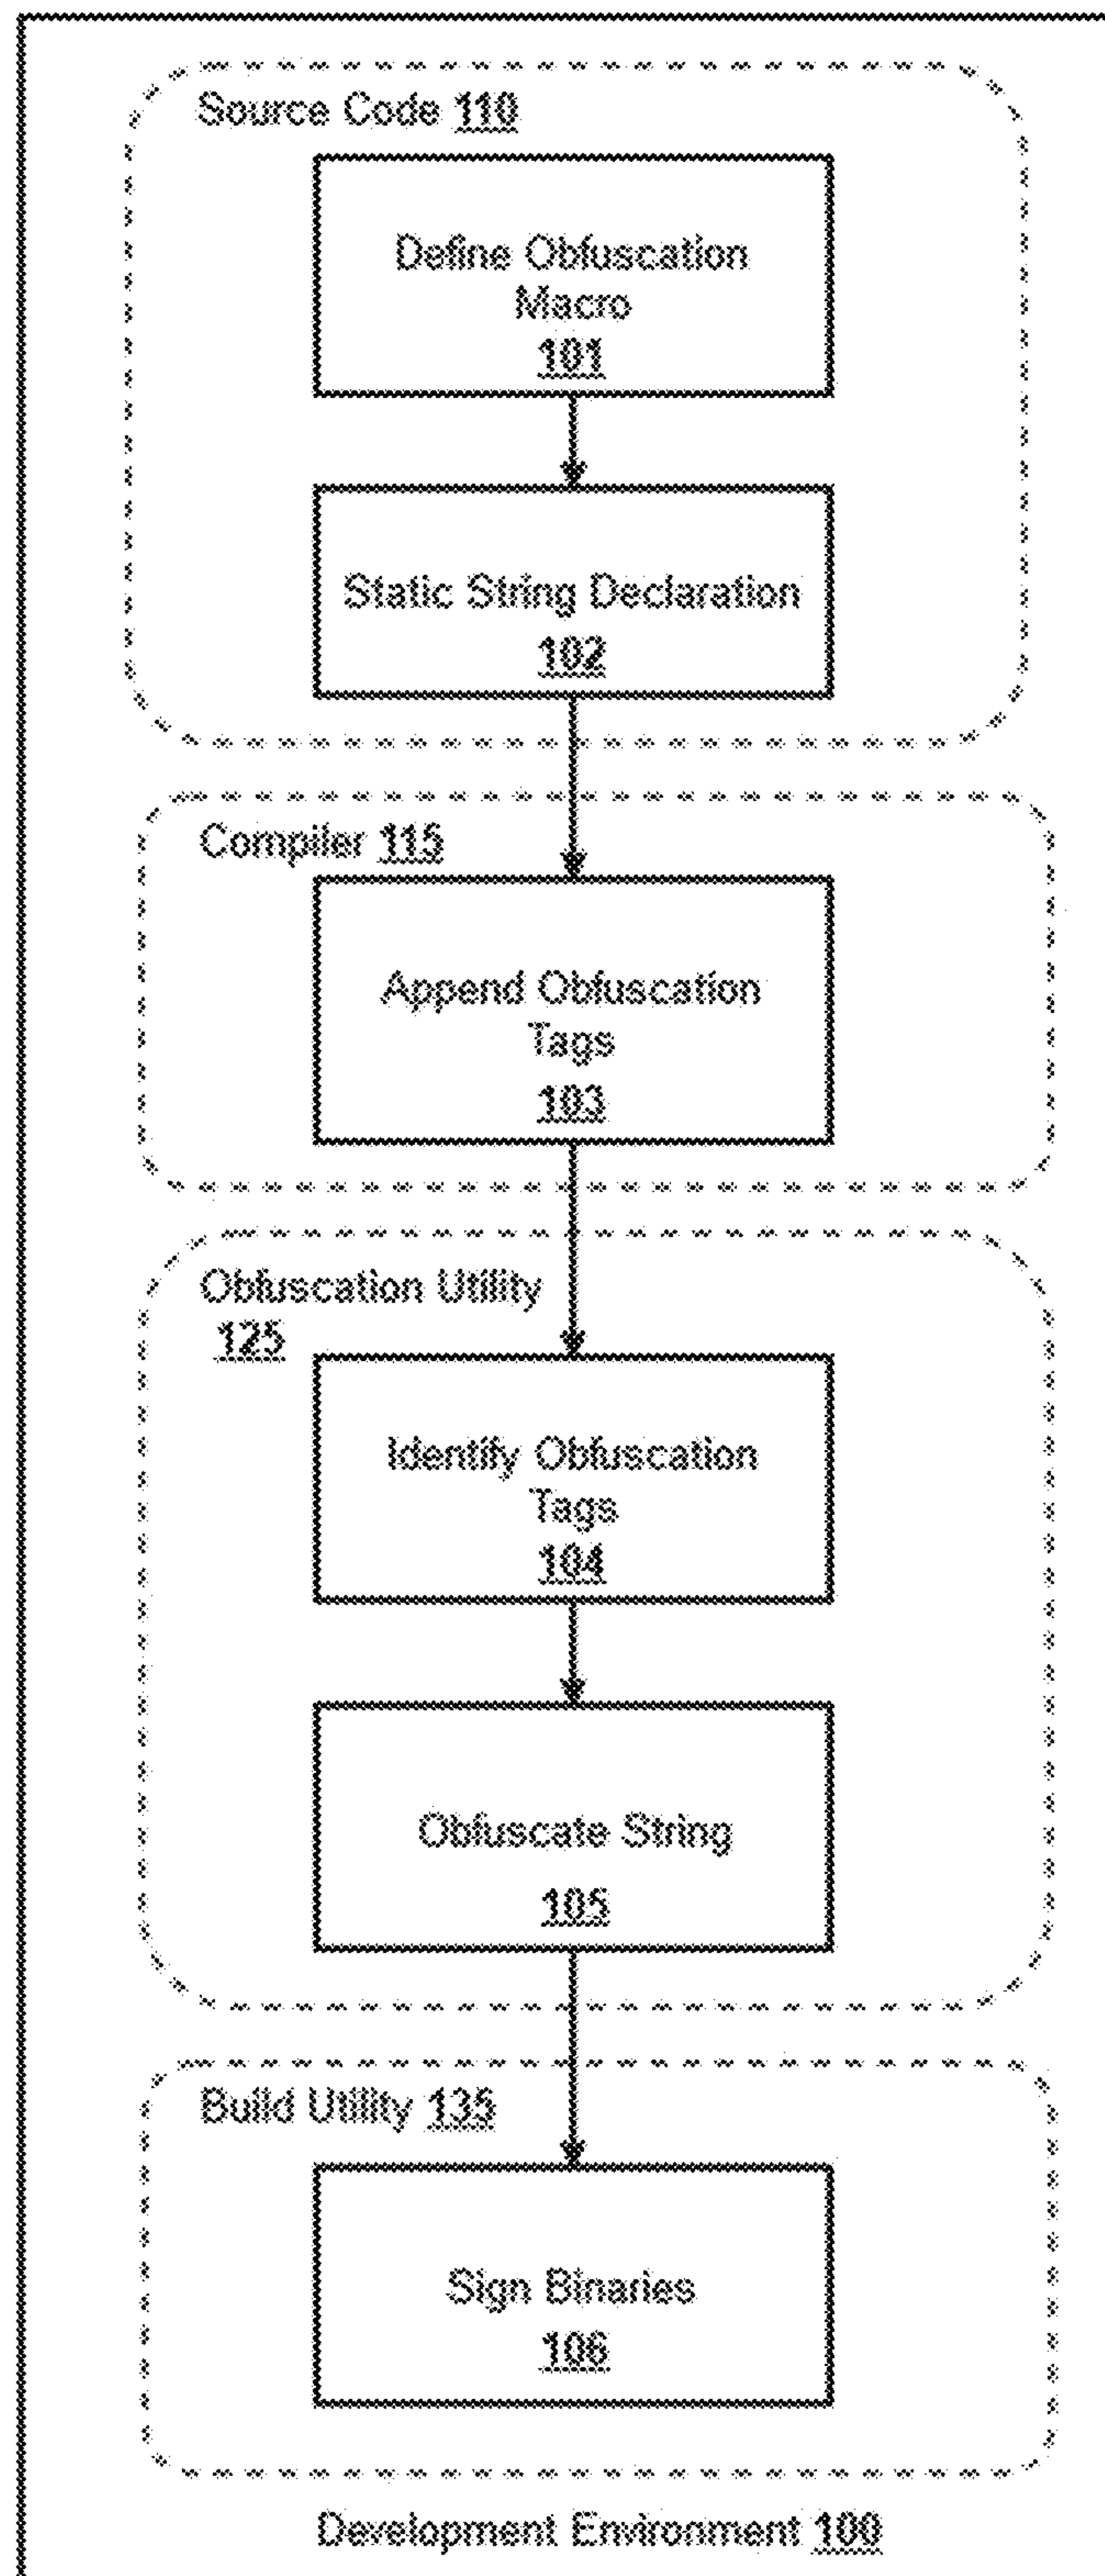 Source Code 110
Define Obfuscation
Macro
101
Static String Declaration
102
Compiler 115
Append Obfuscation
Tags
103
Obfuscation Utility
125
Identify Obfuscation
Tags
104
Obfuscate String
105
Build Utility 135
Sign Binaries
106
Development Environment 100